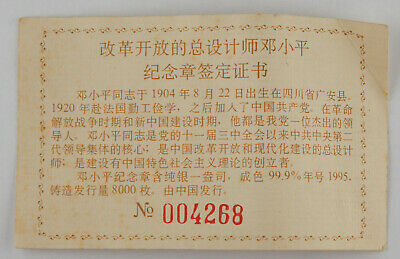 改革开放的总设计师邓小平
纪念章签定证书
邓小平同志于1904年8月22日出生在四川省广安县,
1920年赴法国勤工俭学,之后加入了中国共产党。在革命
解放战争时期和新中国建设时期,他都是我党一位杰出的领
导人。邓小平同志是党的十一届三中全会以来中共中央第二
代领导集体的核心;是中国改革开放和现代化建设的总设计
师;是建设有中国特色社会主义理论的创立者。
邓小平纪念章含纯银一盎司,成色99.9%年号1995.
铸造发行量8000枚。由中国发行。
№ 004268